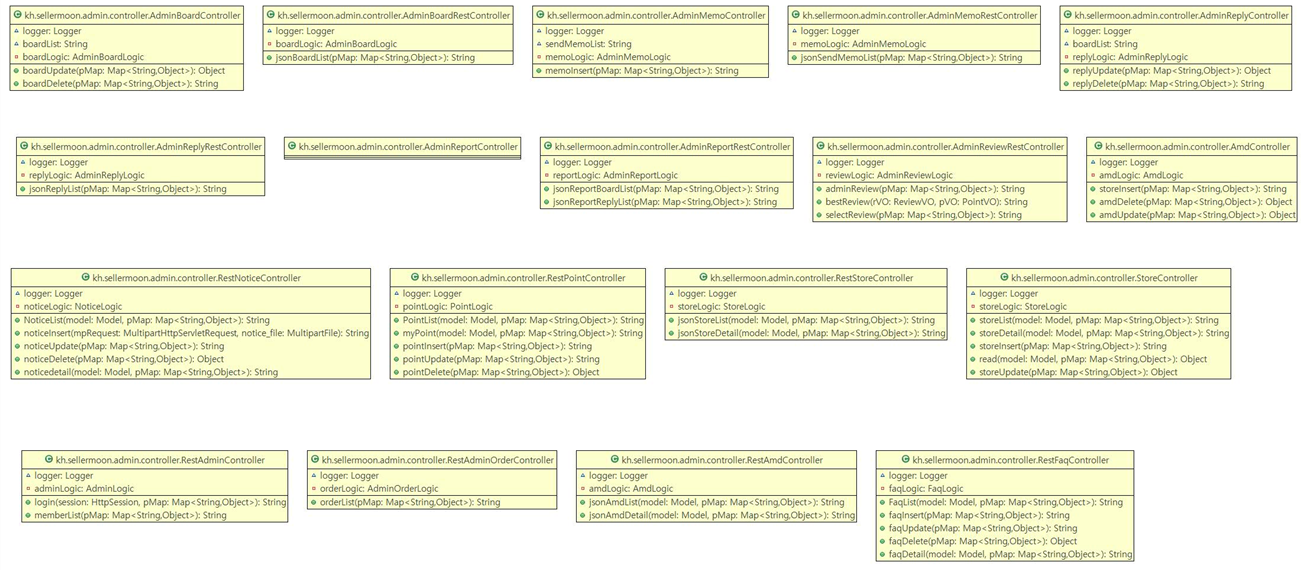 kh.sellermoon.admin.controller.AdminBoardController
logger: Logger
boardList: String
boardLogic: AdminBoardLogic
boardUpdate(pMap: Map<String,Object>): Object
boardDelete(pMap: Map<String,Object>): String
kh.sellermoon.admin.controller.AdminBoardRestController
logger: Logger
boardLogic: AdminBoardLogic
jsonBoardList(pMap: Map<String,Object>): String
kh.sellermoon.admin.controller.AdminMemoController
logger: Logger
sendMemoList: String
memoLogic: AdminMemoLogic
memoInsert(pMap: Map<String,Object>): String
kh.sellermoon.admin.controller.AdminMemoRestController
logger: Logger
memoLogic: AdminMemoLogic
jsonSendMemoList(pMap: Map<String,Object>): String
kh.sellermoon.admin.controller.AdminReplyController
logger: Logger
boardList: String
replyLogic: AdminReplyLogic
replyUpdate(pMap: Map<String,Object>): Object
replyDelete(pMap: Map<String,Object>): String
kh.sellermoon.admin.controller.AdminReplyRestController
logger: Logger
replyLogic: AdminReplyLogic
jsonReplyList(pMap: Map<String,Object>): String
kh.sellermoon.admin.controller.AdminReportController
kh.sellermoon.admin.controller.AdminReportRestController
logger: Logger
reportLogic: AdminReportLogic
jsonReportBoardList(pMap: Map<String,Object>): String
jsonReportReplyList(pMap: Map<String,Object>): String
kh.sellermoon.admin.controller.AdminReviewRestController
logger: Logger
reviewLogic: AdminReviewLogic
adminReview(pMap: Map<String,Object>): String
bestReview(rVO: ReviewVO, pVO: PointVO): String
selectReview(pMap: Map<String,Object>): String
kh.sellermoon.admin.controller.AmdController
logger: Logger
amdLogic: AmdLogic
storeInsert(pMap: Map<String,Object>): String
amdDelete(pMap: Map<String,Object>): Object
amdUpdate(pMap: Map<String,Object>): Object
kh.sellermoon.admin.controller.RestNoticeController
logger: Logger
noticeLogic: NoticeLogic
NoticeList(model: Model, pMap: Map<String,Object>): String
noticeInsert(mpRequest: MultipartHttpServletRequest, notice_file: MultipartFile): String
noticeUpdate(pMap: Map<String,Object>): String
noticeDelete(pMap: Map<String,Object>): Object
noticedetail(model: Model, pMap: Map<String,Object>): String
kh.sellermoon.admin.controller.RestPointController
logger: Logger
pointLogic: PointLogic
PointList(model: Model, pMap: Map<String,Object>): String
myPoint(model: Model, pMap: Map<String,Object>): String
pointInsert(pMap: Map<String,Object>): String
pointUpdate(pMap: Map<String,Object>): String
pointDelete(pMap: Map<String,Object>): Object
kh.sellermoon.admin.controller.RestStoreController
logger: Logger
storeLogic: StoreLogic
jsonStoreList(model: Model, pMap: Map<String,Object>): String
jsonStoreDetail(model: Model, pMap: Map<String,Object>): String
kh.sellermoon.admin.controller.StoreController
logger: Logger
storeLogic: StoreLogic
storeList(model: Model, pMap: Map<String,Object>): String
storeDetail(model: Model, pMap: Map<String,Object>): String
storeInsert(pMap: Map<String,Object>): String
read(model: Model, pMap: Map<String,Object>): Object
storeUpdate(pMap: Map<String,Object>): Object
kh.sellermoon.admin.controller.RestAdminController
logger: Logger
adminLogic: AdminLogic
login(session: HttpSession, pMap: Map<String,Object>): String
memberList(pMap: Map<String,Object>): String
kh.sellermoon.admin.controller.RestAdminOrderController
logger: Logger
orderLogic: AdminOrderLogic
orderList(pMap: Map<String,Object>): String
kh.sellermoon.admin.controller.RestAmdController
logger: Logger
amdLogic: AmdLogic
jsonAmdList(model: Model, pMap: Map<String,Object>): String
jsonAmdDetail(model: Model, pMap: Map<String,Object>): String
kh.sellermoon.admin.controller.RestFaqController
logger: Logger
faqLogic: FaqLogic
FaqList(model: Model, pMap: Map<String,Object>): String
faqInsert(pMap: Map<String,Object>): String
faqUpdate(pMap: Map<String,Object>): String
faqDelete(pMap: Map<String,Object>): Object
faqDetail(model: Model, pMap: Map<String,Object>): String